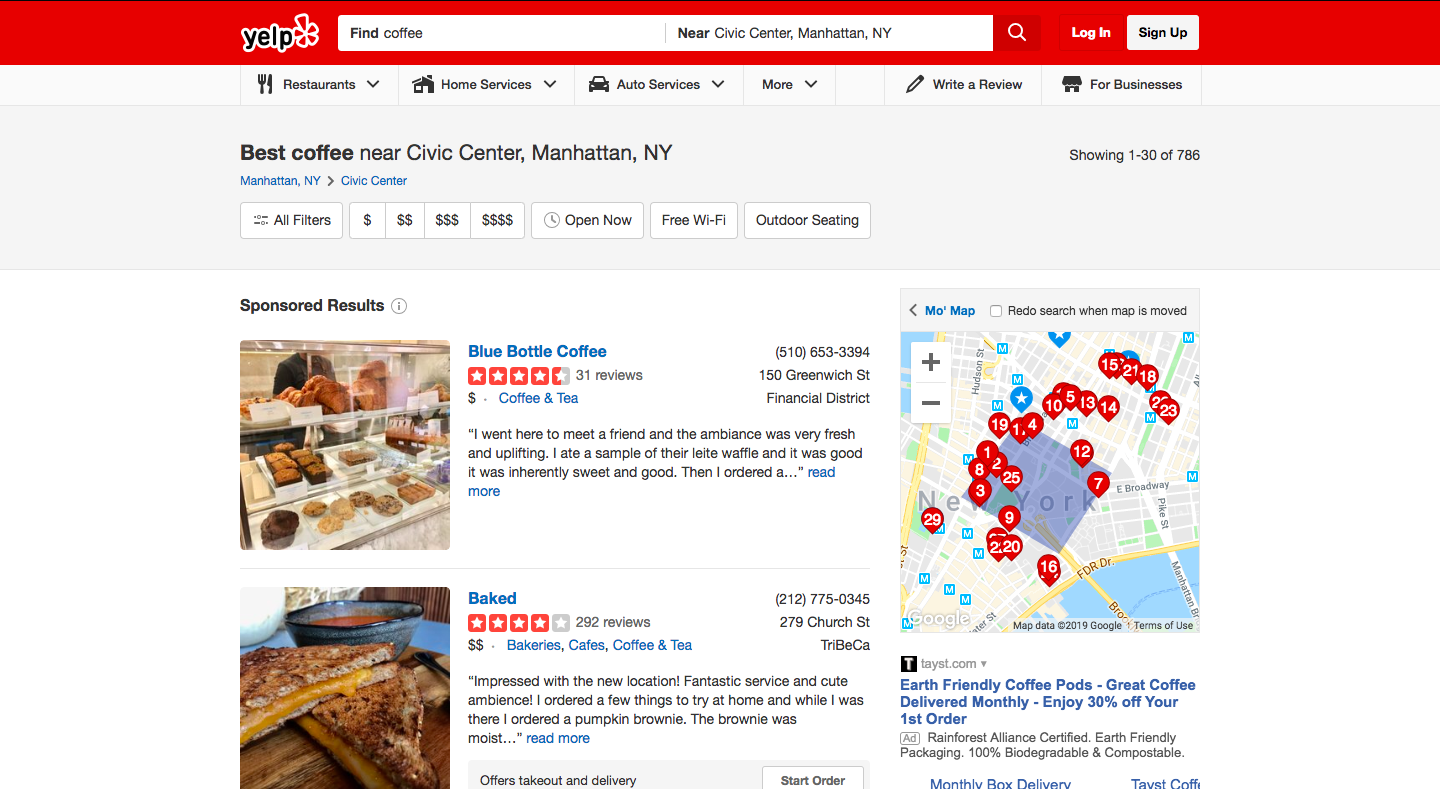 yelp
Find coffee
Near Civic Center, Manhattan, NY
Log In
Sign Up
Restaurants
Home Services
Auto Services
More
Write a Review
For Businesses
Best coffee near Civic Center, Manhattan, NY
Showing 1-30 of 786
Manhattan, NY
Civic Center
All Filters
$
$$
$$$
$$$$
Open Now
Free Wi-Fi
Outdoor Seating
Sponsored Results
Blue Bottle Coffee
(510) 653-3394
31 reviews
150 Greenwich St
$ · Coffee & Tea
Financial District
“I went here to meet a friend and the ambiance was very fresh
and uplifting. I ate a sample of their leite waffle and it was good
it was inherently sweet and good. Then I ordered a…” read
more
Baked
(212) 775-0345
292 reviews
279 Church St
$$ · Bakeries, Cafes, Coffee & Tea
TriBeCa
“Impressed with the new location! Fantastic service and cute
ambience! I ordered a few things to try at home and while I was
there I ordered a pumpkin brownie. The brownie was
moist…” read more
Offers takeout and delivery
Start Order
Mo' Map
Redo search when map is moved
+
−
Hudson St
15
21
18
10
5
13
14
23
19
4
1
12
8
2
25
3
7
E Broadway
New York
Pike St
29
9
20
16
FDR Dr.
Manhattan B
Google
Map data ©2019 Google
Terms of Use
T tayst.com
Earth Friendly Coffee Pods - Great Coffee
Delivered Monthly - Enjoy 30% off Your
1st Order
Ad Rainforest Alliance Certified. Earth Friendly
Packaging. 100% Biodegradable & Compostable.
Monthly Box Delivery
Tayst Coff